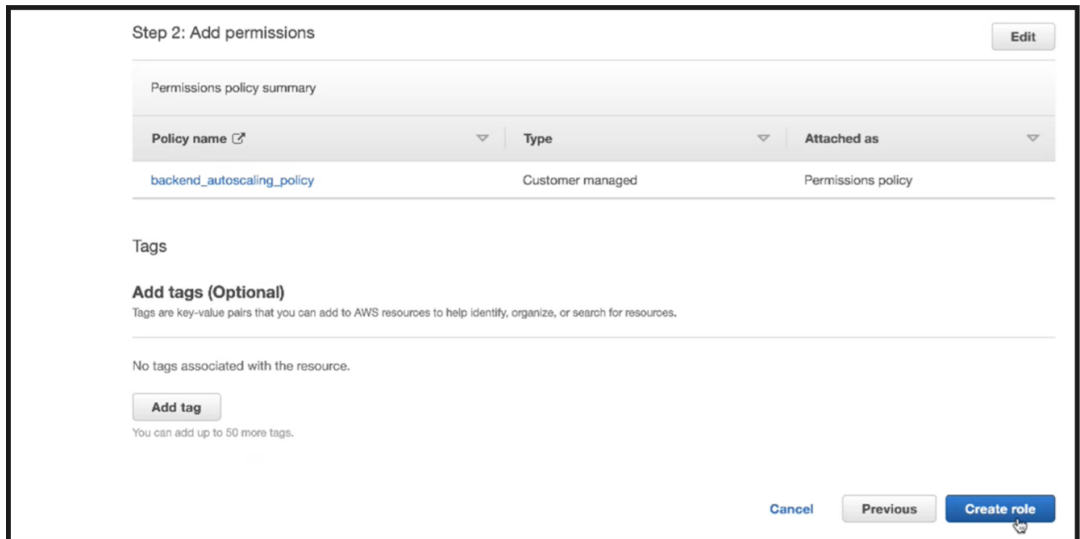 Step 2: Add permissions
Edit
Permissions policy summary
Policy name Type Attached as
backend_autoscaling_policy Customer managed Permissions policy
Tags
Add tags (Optional)
Tags are key-value pairs that you can add to AWS resources to help identify, organize, or search for resources.
No tags associated with the resource.
Add tag
You can add up to 50 more tags.
Cancel Previous Create role